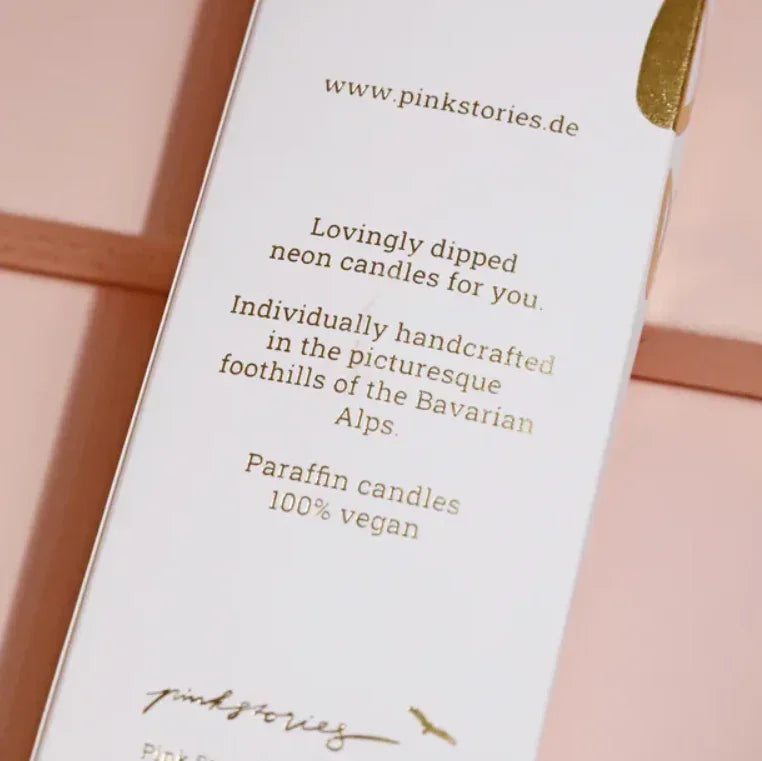 www.pinkstories.de
Lovingly dipped
neon candles for you.
Individually handcrafted
in the picturesque
foothills of the Bavarian
Alps.
Paraffin candles
100% vegan
pinkstories
Pink